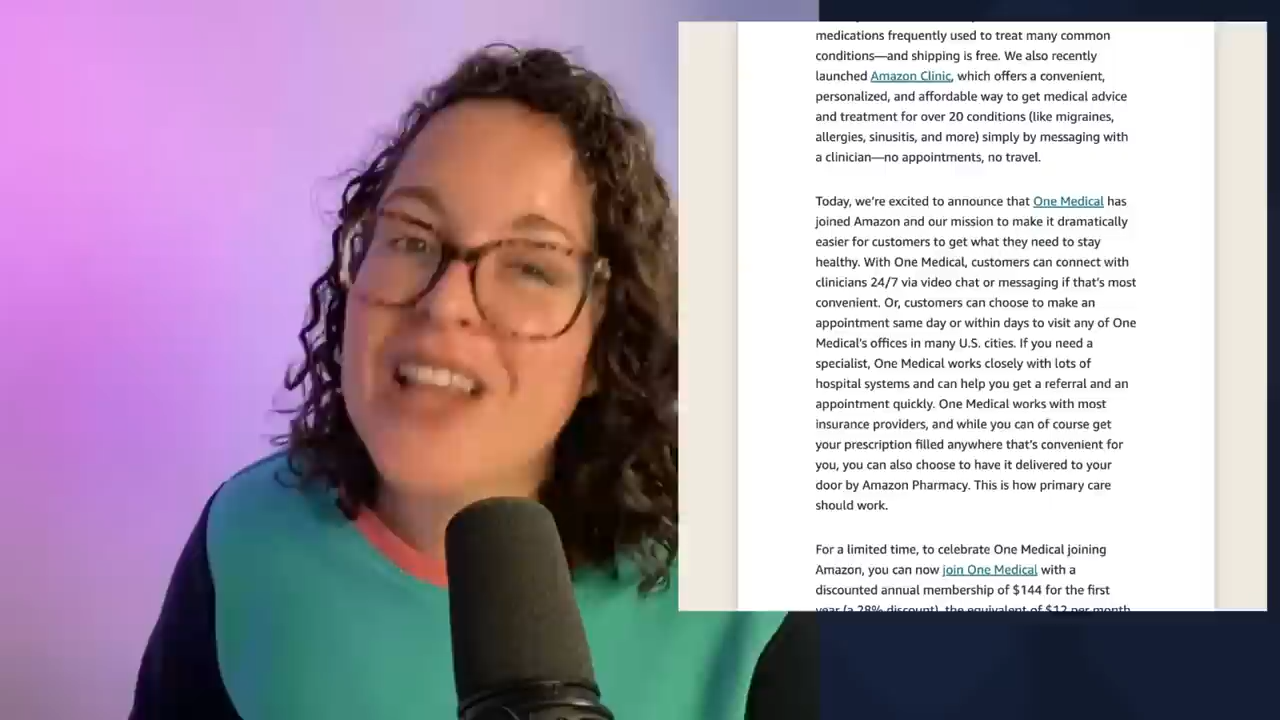 medications frequently used to treat many common
conditions—and shipping is free. We also recently
launched Amazon Clinic, which offers a convenient,
personalized, and affordable way to get medical advice
and treatment for over 20 conditions (like migraines,
allergies, sinusitis, and more) simply by messaging with
a clinician—no appointments, no travel.
Today, we’re excited to announce that One Medical has
joined Amazon and our mission to make it dramatically
easier for customers to get what they need to stay
healthy. With One Medical, customers can connect with
clinicians 24/7 via video chat or messaging if that’s most
convenient. Or, customers can choose to make an
appointment same day or within days to visit any of One
Medical’s offices in many U.S. cities. If you need a
specialist, One Medical works closely with lots of
hospital systems and can help you get a referral and an
appointment quickly. One Medical works with most
insurance providers, and while you can of course get
your prescription filled anywhere that’s convenient for
you, you can also choose to have it delivered to your
door by Amazon Pharmacy. This is how primary care
should work.
For a limited time, to celebrate One Medical joining
Amazon, you can now join One Medical with a
discounted annual membership of $144 for the first
year (a 28% discount), the equivalent of $12 per month